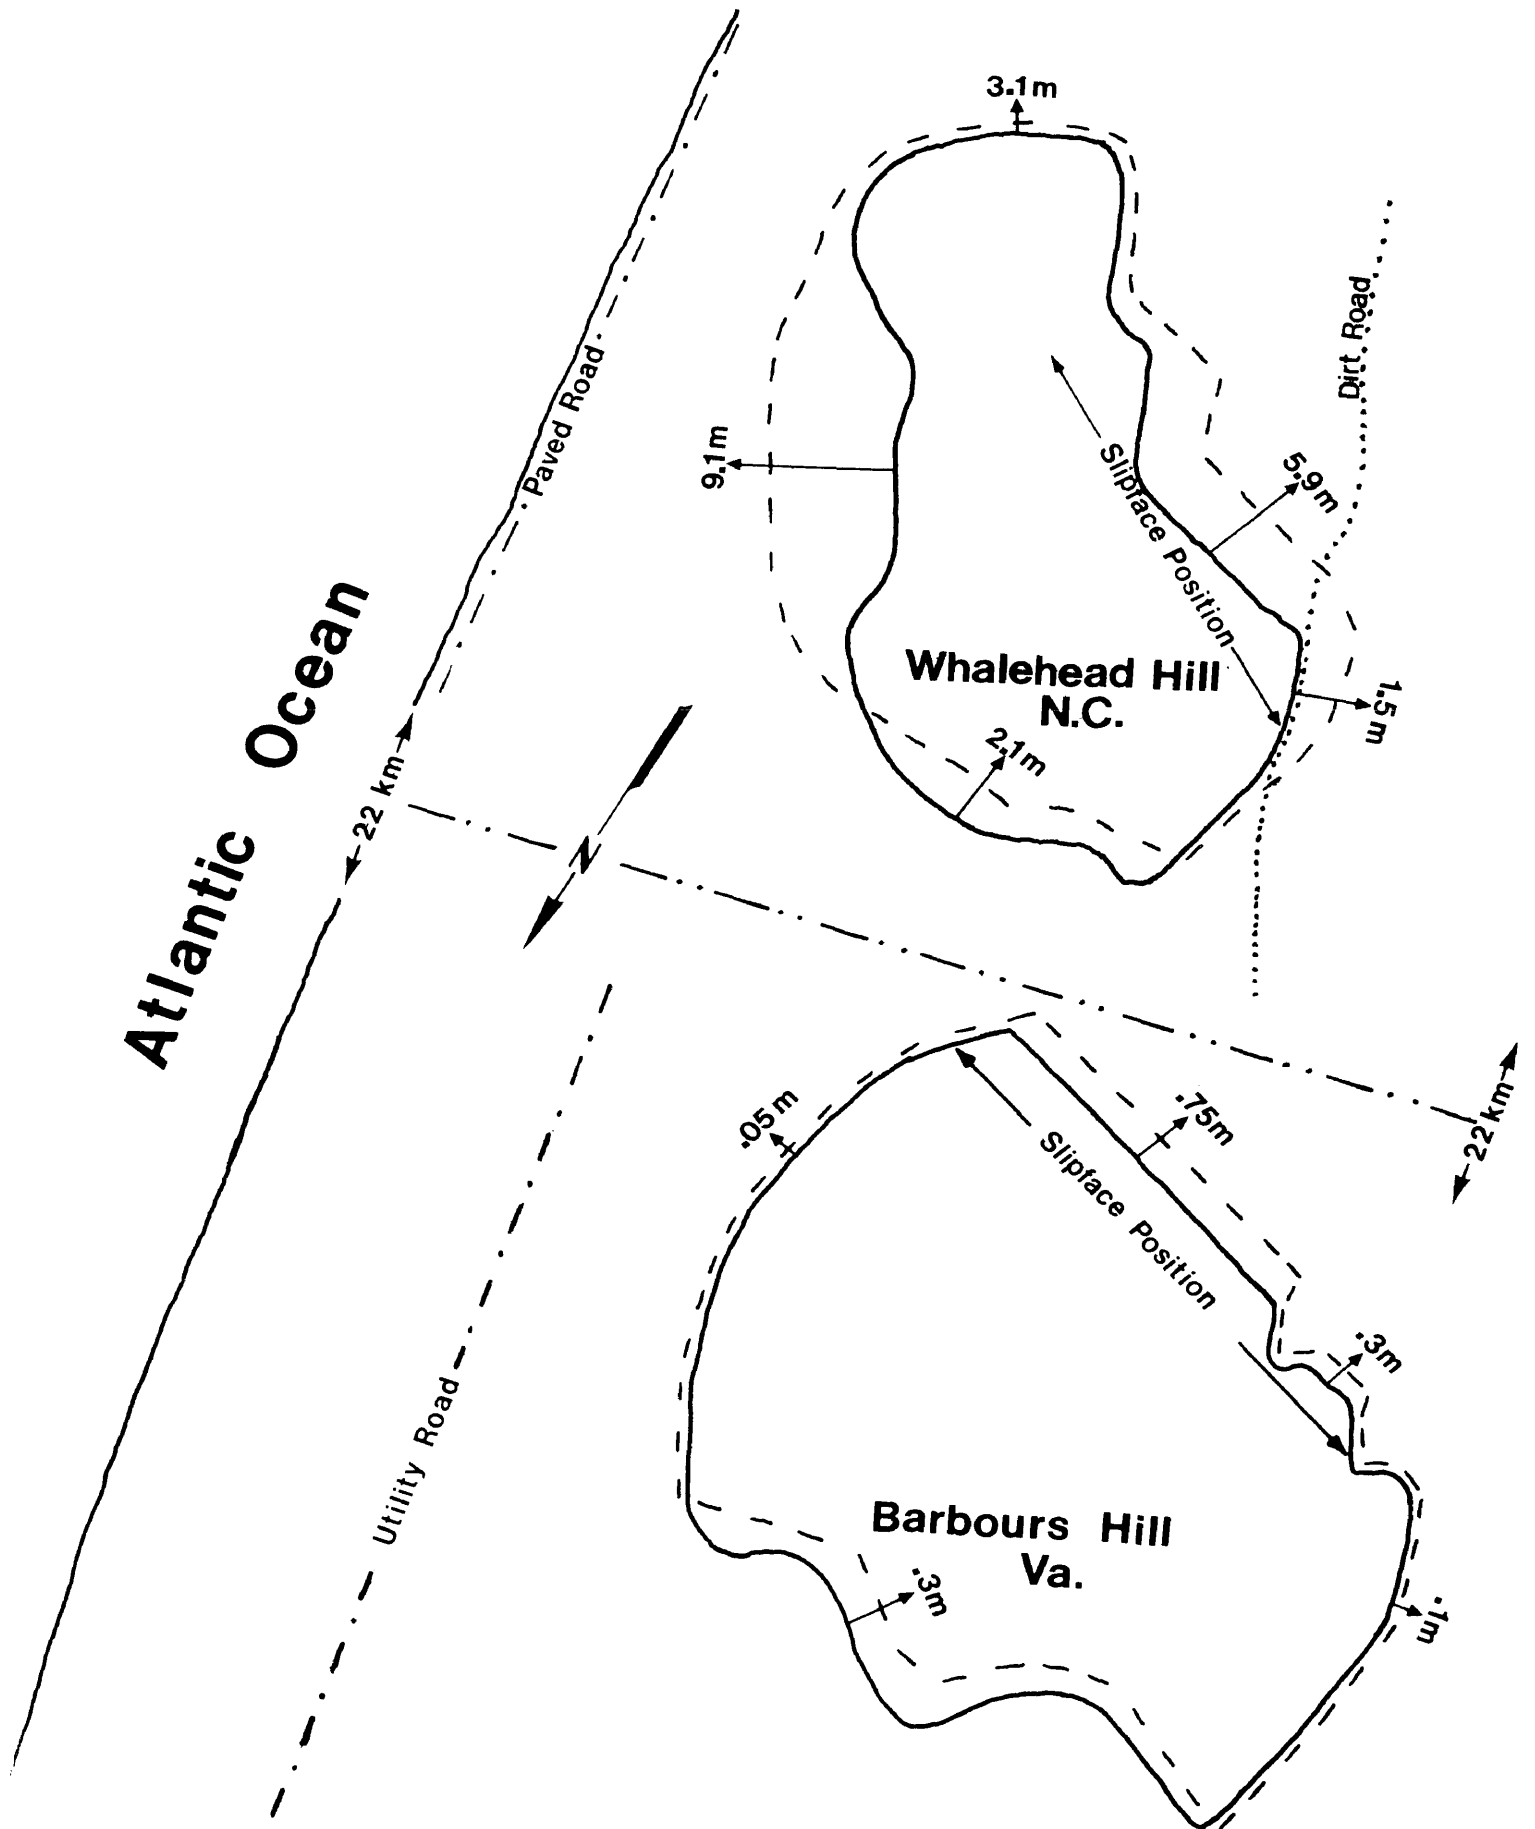 3.1m
Dirt Road
Paved Road
9.1m
5.9m
Slipface Position
Atlantic Ocean
Whalehead Hill
N.C.
1.5m
2.1m
22 km
N
22 km
.75m
.05m
Slipface Position
.3m
Utility Road
Barbours Hill
Va.
.3m
.1m